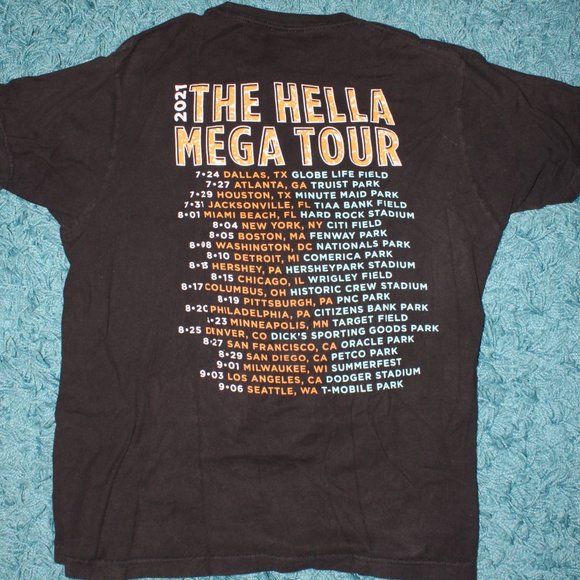 2021 THE HELLA
MEGA TOUR
7•24 DALLAS, TX GLOBE LIFE FIELD
7•27 ATLANTA, GA TRUIST PARK
7•29 HOUSTON, TX MINUTE MAID PARK
7•31 JACKSONVILLE, FL TIAA BANK FIELD
8•01 MIAMI BEACH, FL HARD ROCK STADIUM
8•04 NEW YORK, NY CITI FIELD
8•05 BOSTON, MA FENWAY PARK
8•08 WASHINGTON, DC NATIONALS PARK
8•10 DETROIT, MI COMERICA PARK
8•13 HERSHEY, PA HERSHEYPARK STADIUM
8•15 CHICAGO, IL WRIGLEY FIELD
8•17 COLUMBUS, OH HISTORIC CREW STADIUM
8•19 PITTSBURGH, PA PNC PARK
8•20 PHILADELPHIA, PA CITIZENS BANK PARK
•23 MINNEAPOLIS, MN TARGET FIELD
8•25 DENVER, CO DICK'S SPORTING GOODS PARK
8•27 SAN FRANCISCO, CA ORACLE PARK
8•29 SAN DIEGO, CA PETCO PARK
9•01 MILWAUKEE, WI SUMMERFEST
9•03 LOS ANGELES, CA DODGER STADIUM
9•06 SEATTLE, WA T-MOBILE PARK